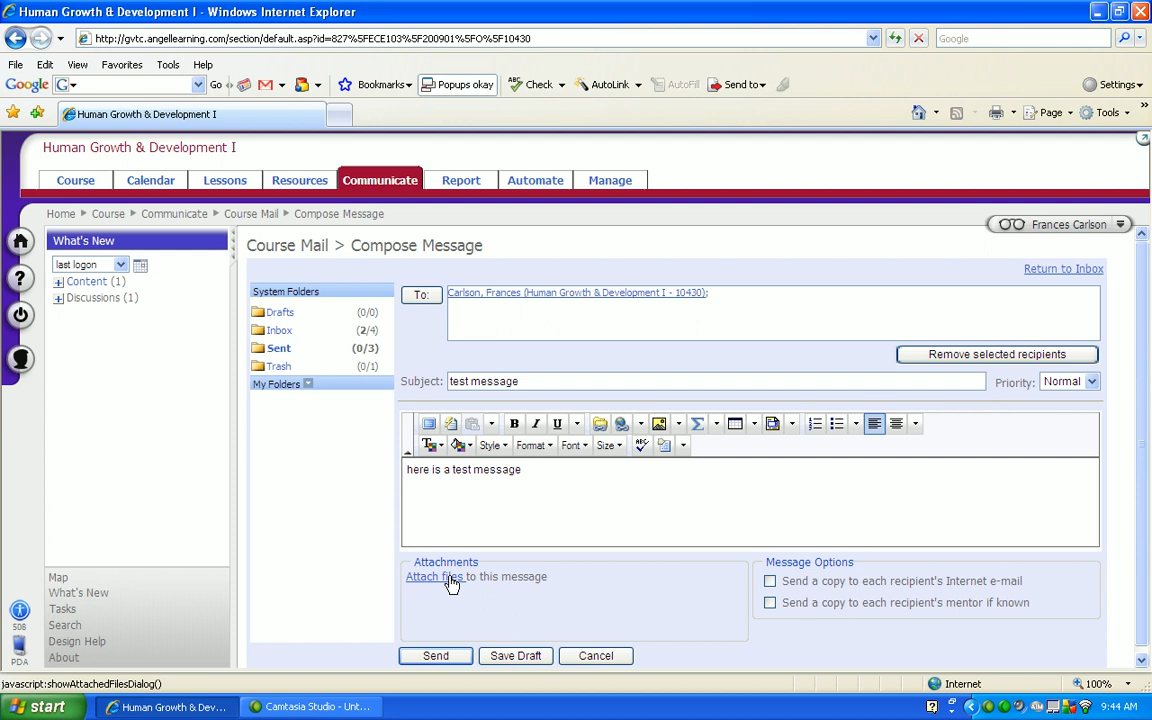 Human Growth & Development I - Windows Internet Explorer
http://gvtc.angellearning.com/section/default.asp?id=827%5FECE103%5F200901%5FO%5F10430
Google
File Edit View Favorites Tools Help
Google G Go Bookmarks Popups okay Check AutoLink AutoFill Send to Settings
Human Growth & Development I
Page Tools
Human Growth & Development I
Course Calendar Lessons Resources Communicate Report Automate Manage
Home Course Communicate Course Mail Compose Message
Frances Carlson
What's New
last logon
Content (1)
Discussions (1)
Course Mail > Compose Message
Return to Inbox
System Folders
Drafts (0/0)
Inbox (2/4)
Sent (0/3)
Trash (0/1)
My Folders
To: Carlson, Frances (Human Growth & Development I - 10430);
Remove selected recipients
Subject: test message Priority: Normal
B I U
Style Format Font Size
here is a test message
Attachments
Attach files to this message
Message Options
Send a copy to each recipient's Internet e-mail
Send a copy to each recipient's mentor if known
Send Save Draft Cancel
Map
What's New
Tasks
Search
Design Help
About
508
PDA
javascript:showAttachedFilesDialog()
Internet
100%
start
Human Growth & Dev...
Camtasia Studio - Unt...
9:44 AM